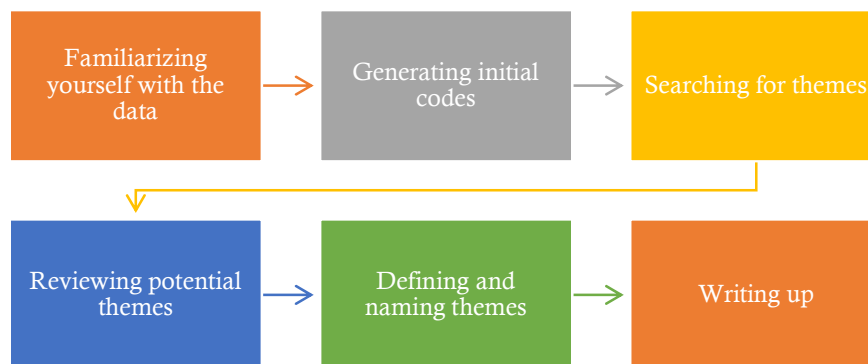 Familiarizing
yourself with the
data
Generating initial
codes
Searching for themes
Reviewing potential
themes
Defining and
naming themes
Writing up